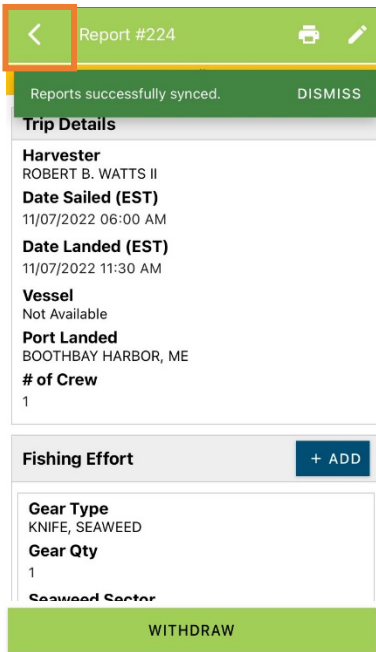 Report #224
Reports successfully synced.
DISMISS
Trip Details
Harvester
ROBERT B. WATTS II
Date Sailed (EST)
11/07/2022 06:00 AM
Date Landed (EST)
11/07/2022 11:30 AM
Vessel
Not Available
Port Landed
BOOTHBAY HARBOR, ME
# of Crew
1
Fishing Effort
+ ADD
Gear Type
KNIFE, SEAWEED
Gear Qty
1
Seaweed Sector
WITHDRAW